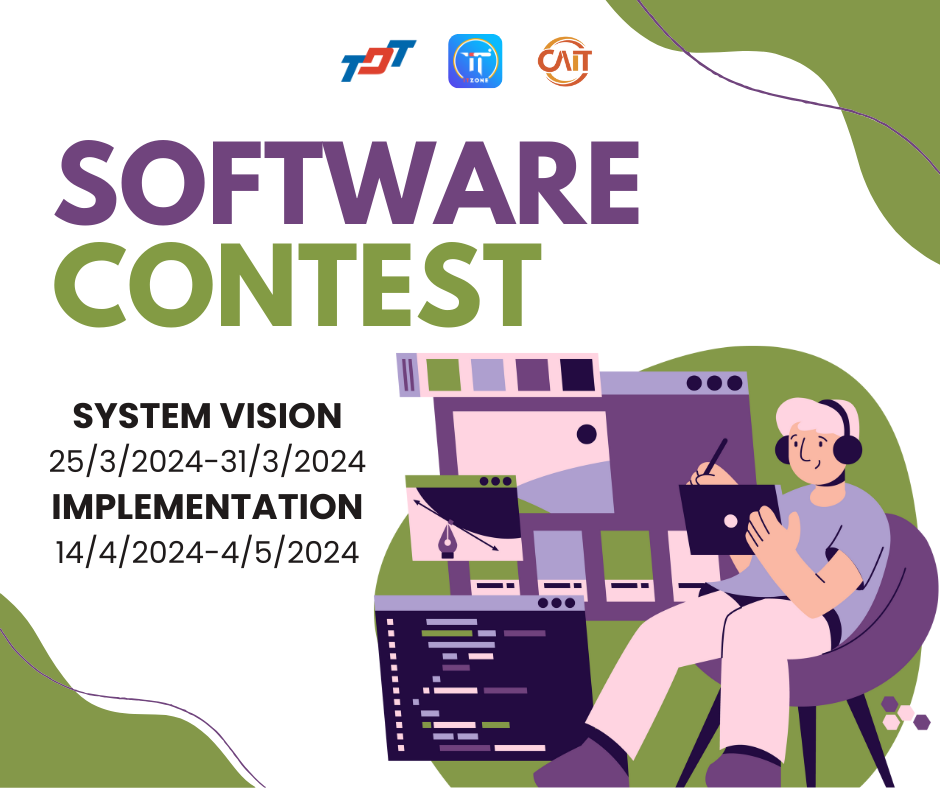 TDT
IT
ZONE
CAIT
SOFTWARE
CONTEST
SYSTEM VISION
25/3/2024-31/3/2024
IMPLEMENTATION
14/4/2024-4/5/2024